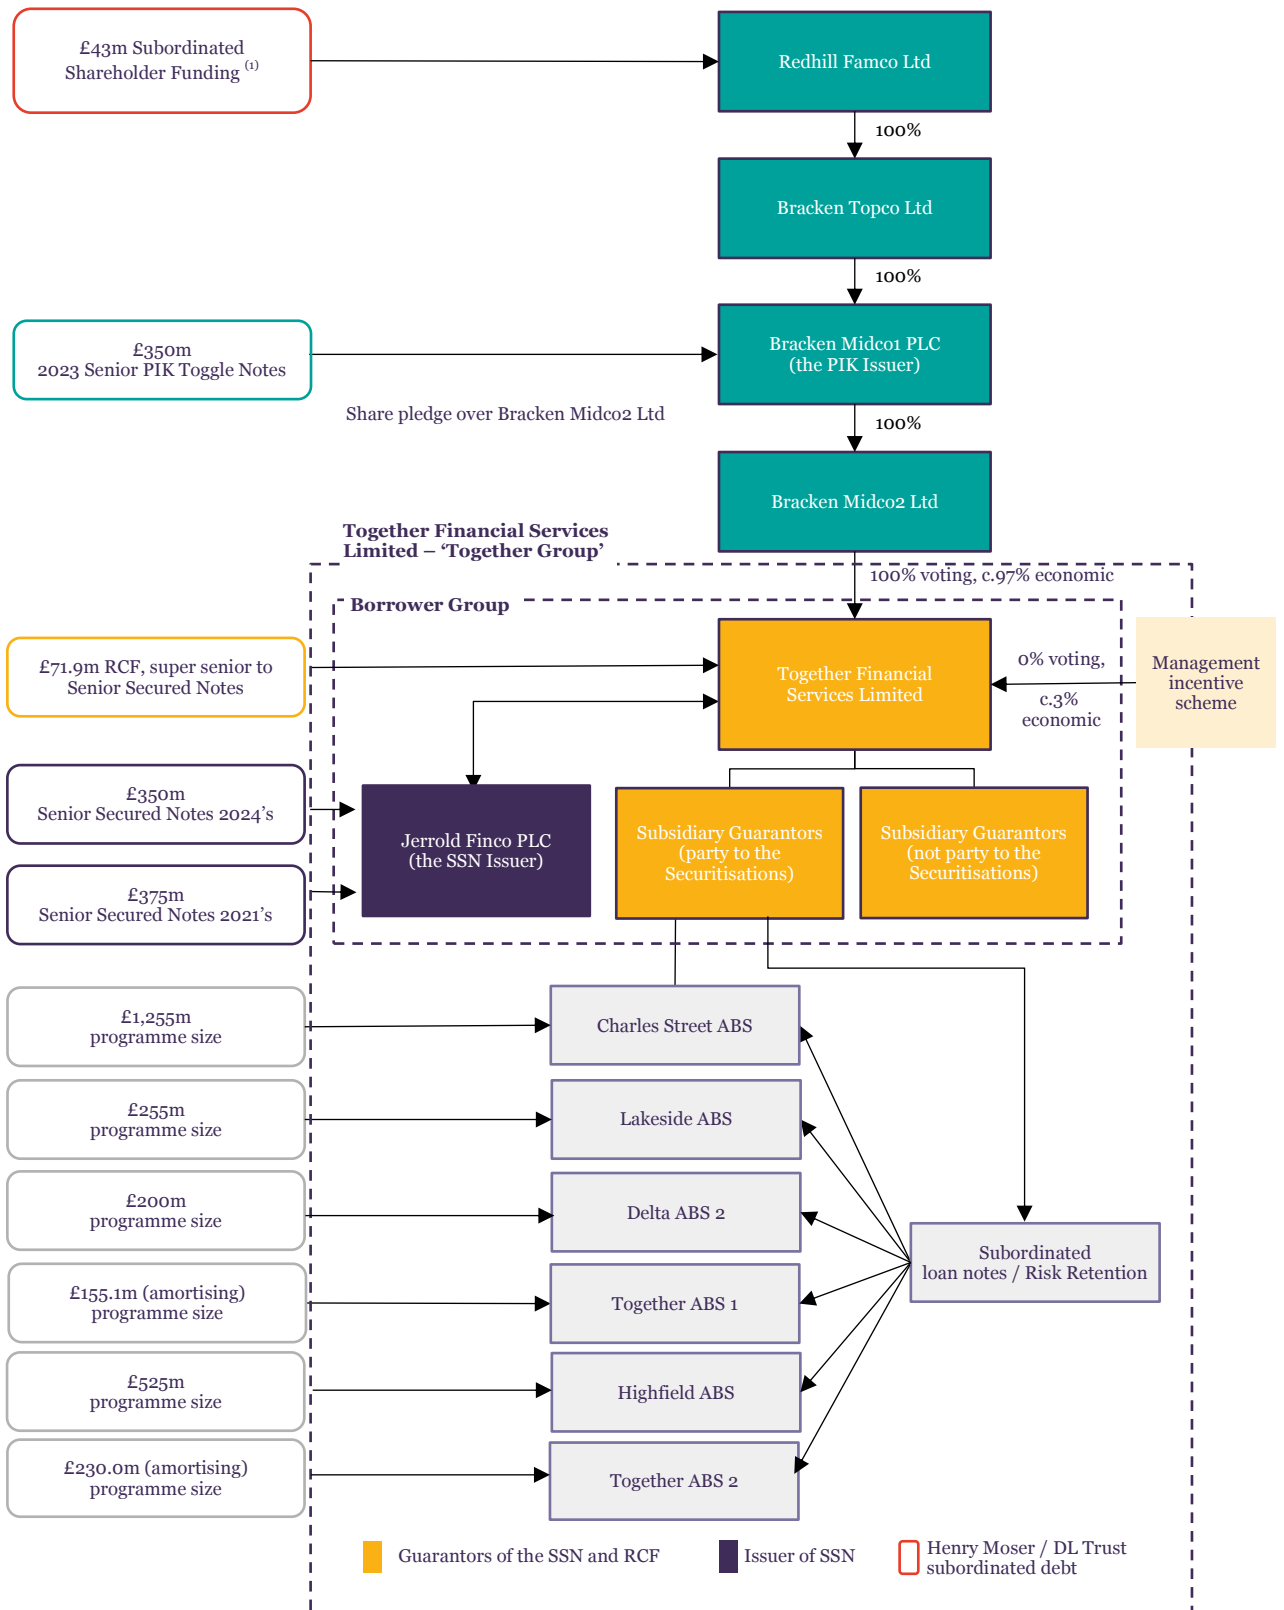 £43m Subordinated
Shareholder Funding (1)
Redhill Famco Ltd
100%
Bracken Topco Ltd
100%
£350m
2023 Senior PIK Toggle Notes
Bracken Midco1 PLC
(the PIK Issuer)
Share pledge over Bracken Midco2 Ltd
100%
Bracken Midco2 Ltd
Together Financial Services
Limited – ‘Together Group’
100% voting, c.97% economic
Borrower Group
£71.9m RCF, super senior to
Senior Secured Notes
Together Financial
Services Limited
0% voting,
c.3%
economic
Management
incentive
scheme
£350m
Senior Secured Notes 2024’s
Jerrold Finco PLC
(the SSN Issuer)
Subsidiary Guarantors
(party to the
Securitisations)
Subsidiary Guarantors
(not party to the
Securitisations)
£375m
Senior Secured Notes 2021’s
£1,255m
programme size
Charles Street ABS
£255m
programme size
Lakeside ABS
£200m
programme size
Delta ABS 2
Subordinated
loan notes / Risk Retention
£155.1m (amortising)
programme size
Together ABS 1
£525m
programme size
Highfield ABS
£230.0m (amortising)
programme size
Together ABS 2
Guarantors of the SSN and RCF
Issuer of SSN
Henry Moser / DL Trust
subordinated debt